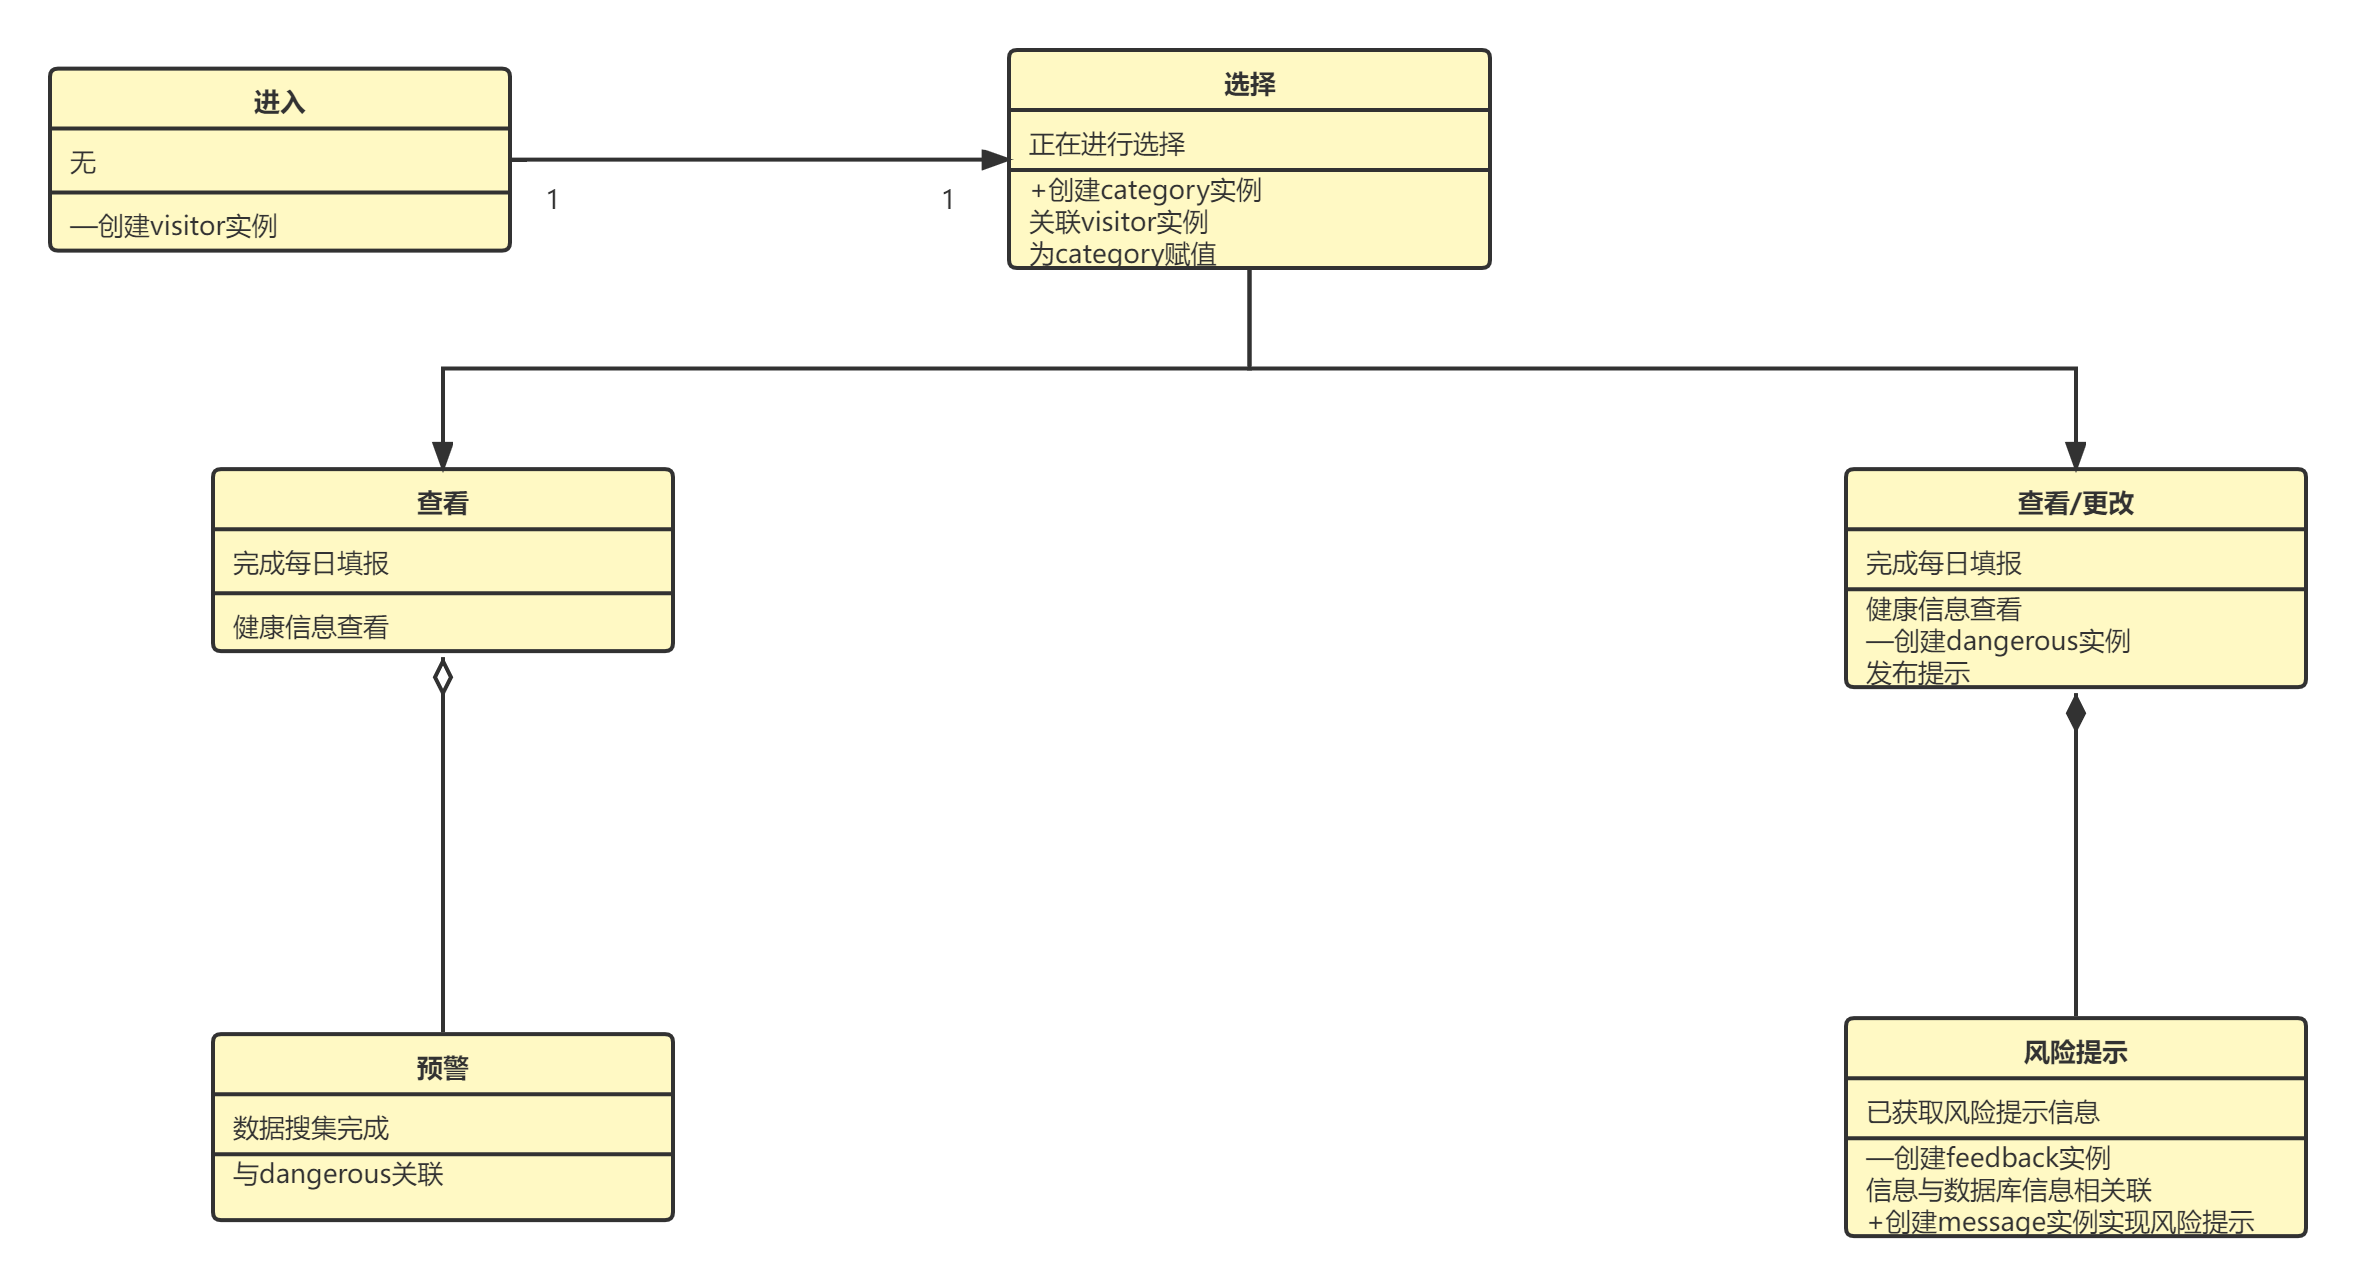 进入
无
—创建visitor实例
1
1
选择
正在进行选择
+创建category实例
关联visitor实例
为category赋值
查看
完成每日填报
健康信息查看
查看/更改
完成每日填报
健康信息查看
—创建dangerous实例
发布提示
预警
数据搜集完成
与dangerous关联
风险提示
已获取风险提示信息
—创建feedback实例
信息与数据库信息相关联
+创建message实例实现风险提示